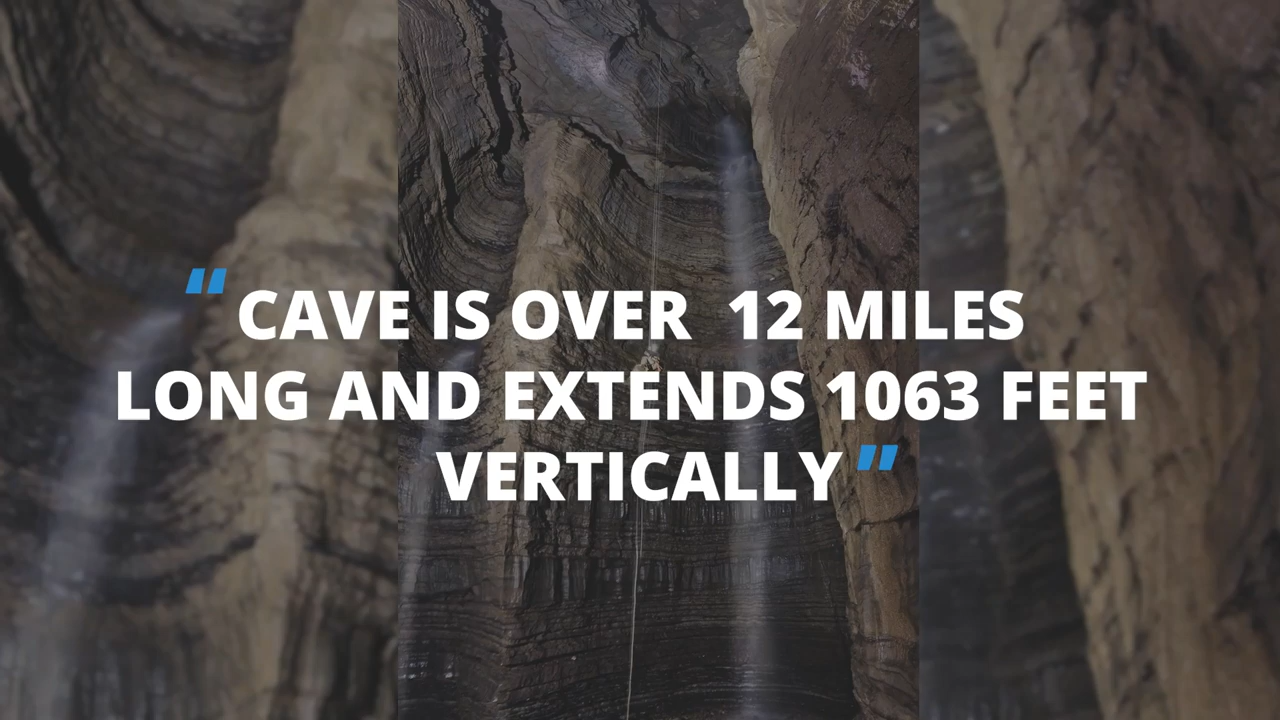 "CAVE IS OVER  12 MILES
LONG AND EXTENDS 1063 FEET
VERTICALLY"